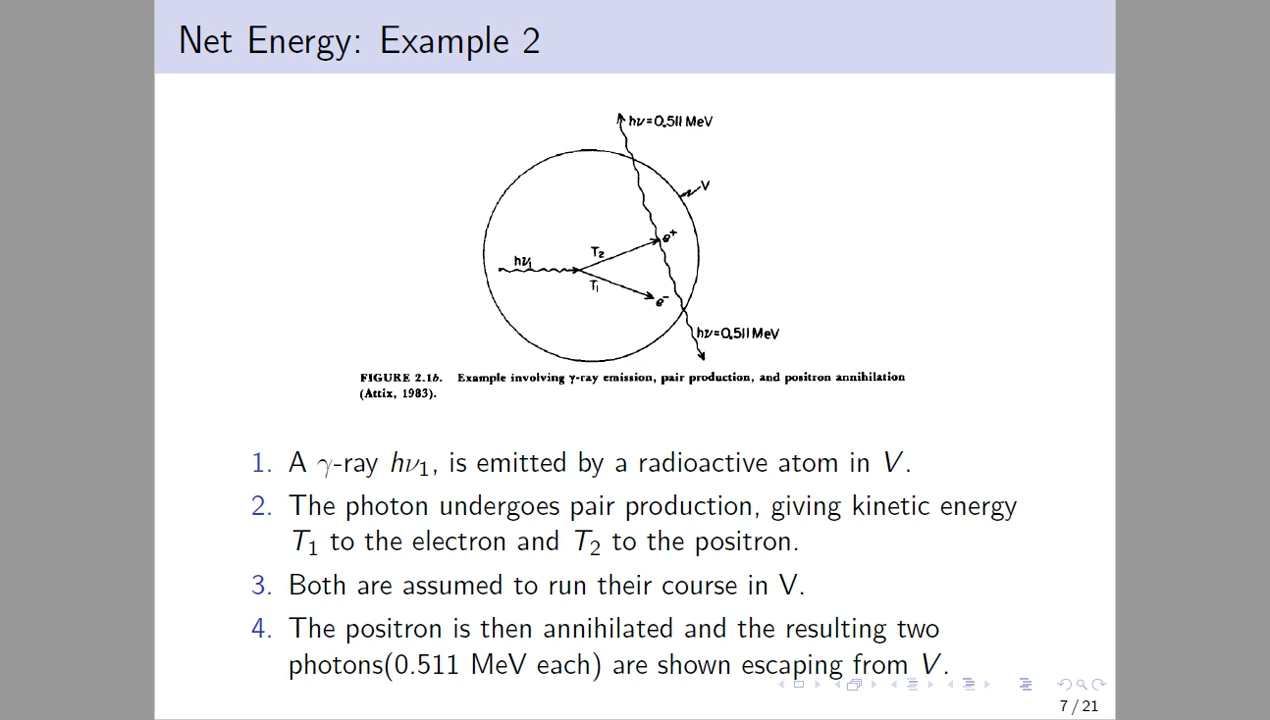 Net Energy: Example 2
hν=0.511 MeV
V
e⁺
T₂
hν₁
T₁
e⁻
hν=0.511 MeV
FIGURE 2.1b. Example involving γ-ray emission, pair production, and positron annihilation
(Attix, 1983).
1. A γ-ray hν₁, is emitted by a radioactive atom in V.
2. The photon undergoes pair production, giving kinetic energy
T₁ to the electron and T₂ to the positron.
3. Both are assumed to run their course in V.
4. The positron is then annihilated and the resulting two
photons(0.511 MeV each) are shown escaping from V.
7 / 21